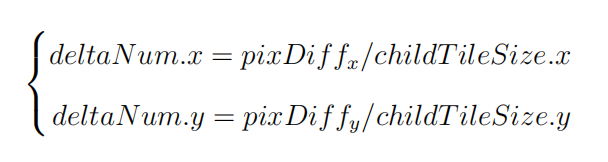 deltaNum.x = pixDiff_x/childTileSize.x
deltaNum.y = pixDiff_y/childTileSize.y